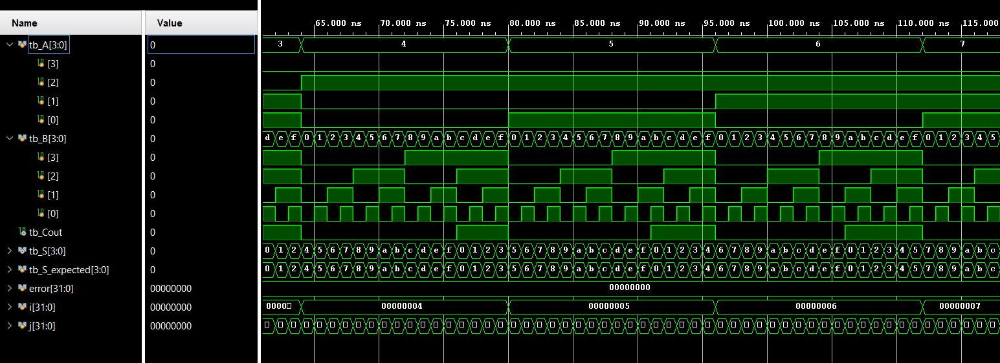 Name Value 65.000 ns 70.000 ns 75.000 ns 80.000 ns 85.000 ns 90.000 ns 95.000 ns 100.000 ns 105.000 ns 110.000 ns 115.000
tb_A[3:0] 0 3 4 5 6 7
[3] 0
[2] 0
[1] 0
[0] 0
tb_B[3:0] 0 d e f 0 1 2 3 4 5 6 7 8 9 a b c d e f 0 1 2 3 4 5 6 7 8 9 a b c d e f 0 1 2 3 4 5 6 7 8 9 a b c d e f 0 1 2 3 4 5
[3] 0
[2] 0
[1] 0
[0] 0
tb_Cout 0
tb_S[3:0] 0 0 1 2 4 5 6 7 8 9 a b c d e f 0 1 2 3 5 6 7 8 9 a b c d e f 0 1 2 3 4 6 7 8 9 a b c d e f 0 1 2 3 4 5 7 8 9 a b c
tb_S_expected[3:0] 0 0 1 2 4 5 6 7 8 9 a b c d e f 0 1 2 3 5 6 7 8 9 a b c d e f 0 1 2 3 4 6 7 8 9 a b c d e f 0 1 2 3 4 5 7 8 9 a b c
error[31:0] 00000000 00000000
i[31:0] 00000000 0000 00000004 00000005 00000006 00000007
j[31:0] 00000000